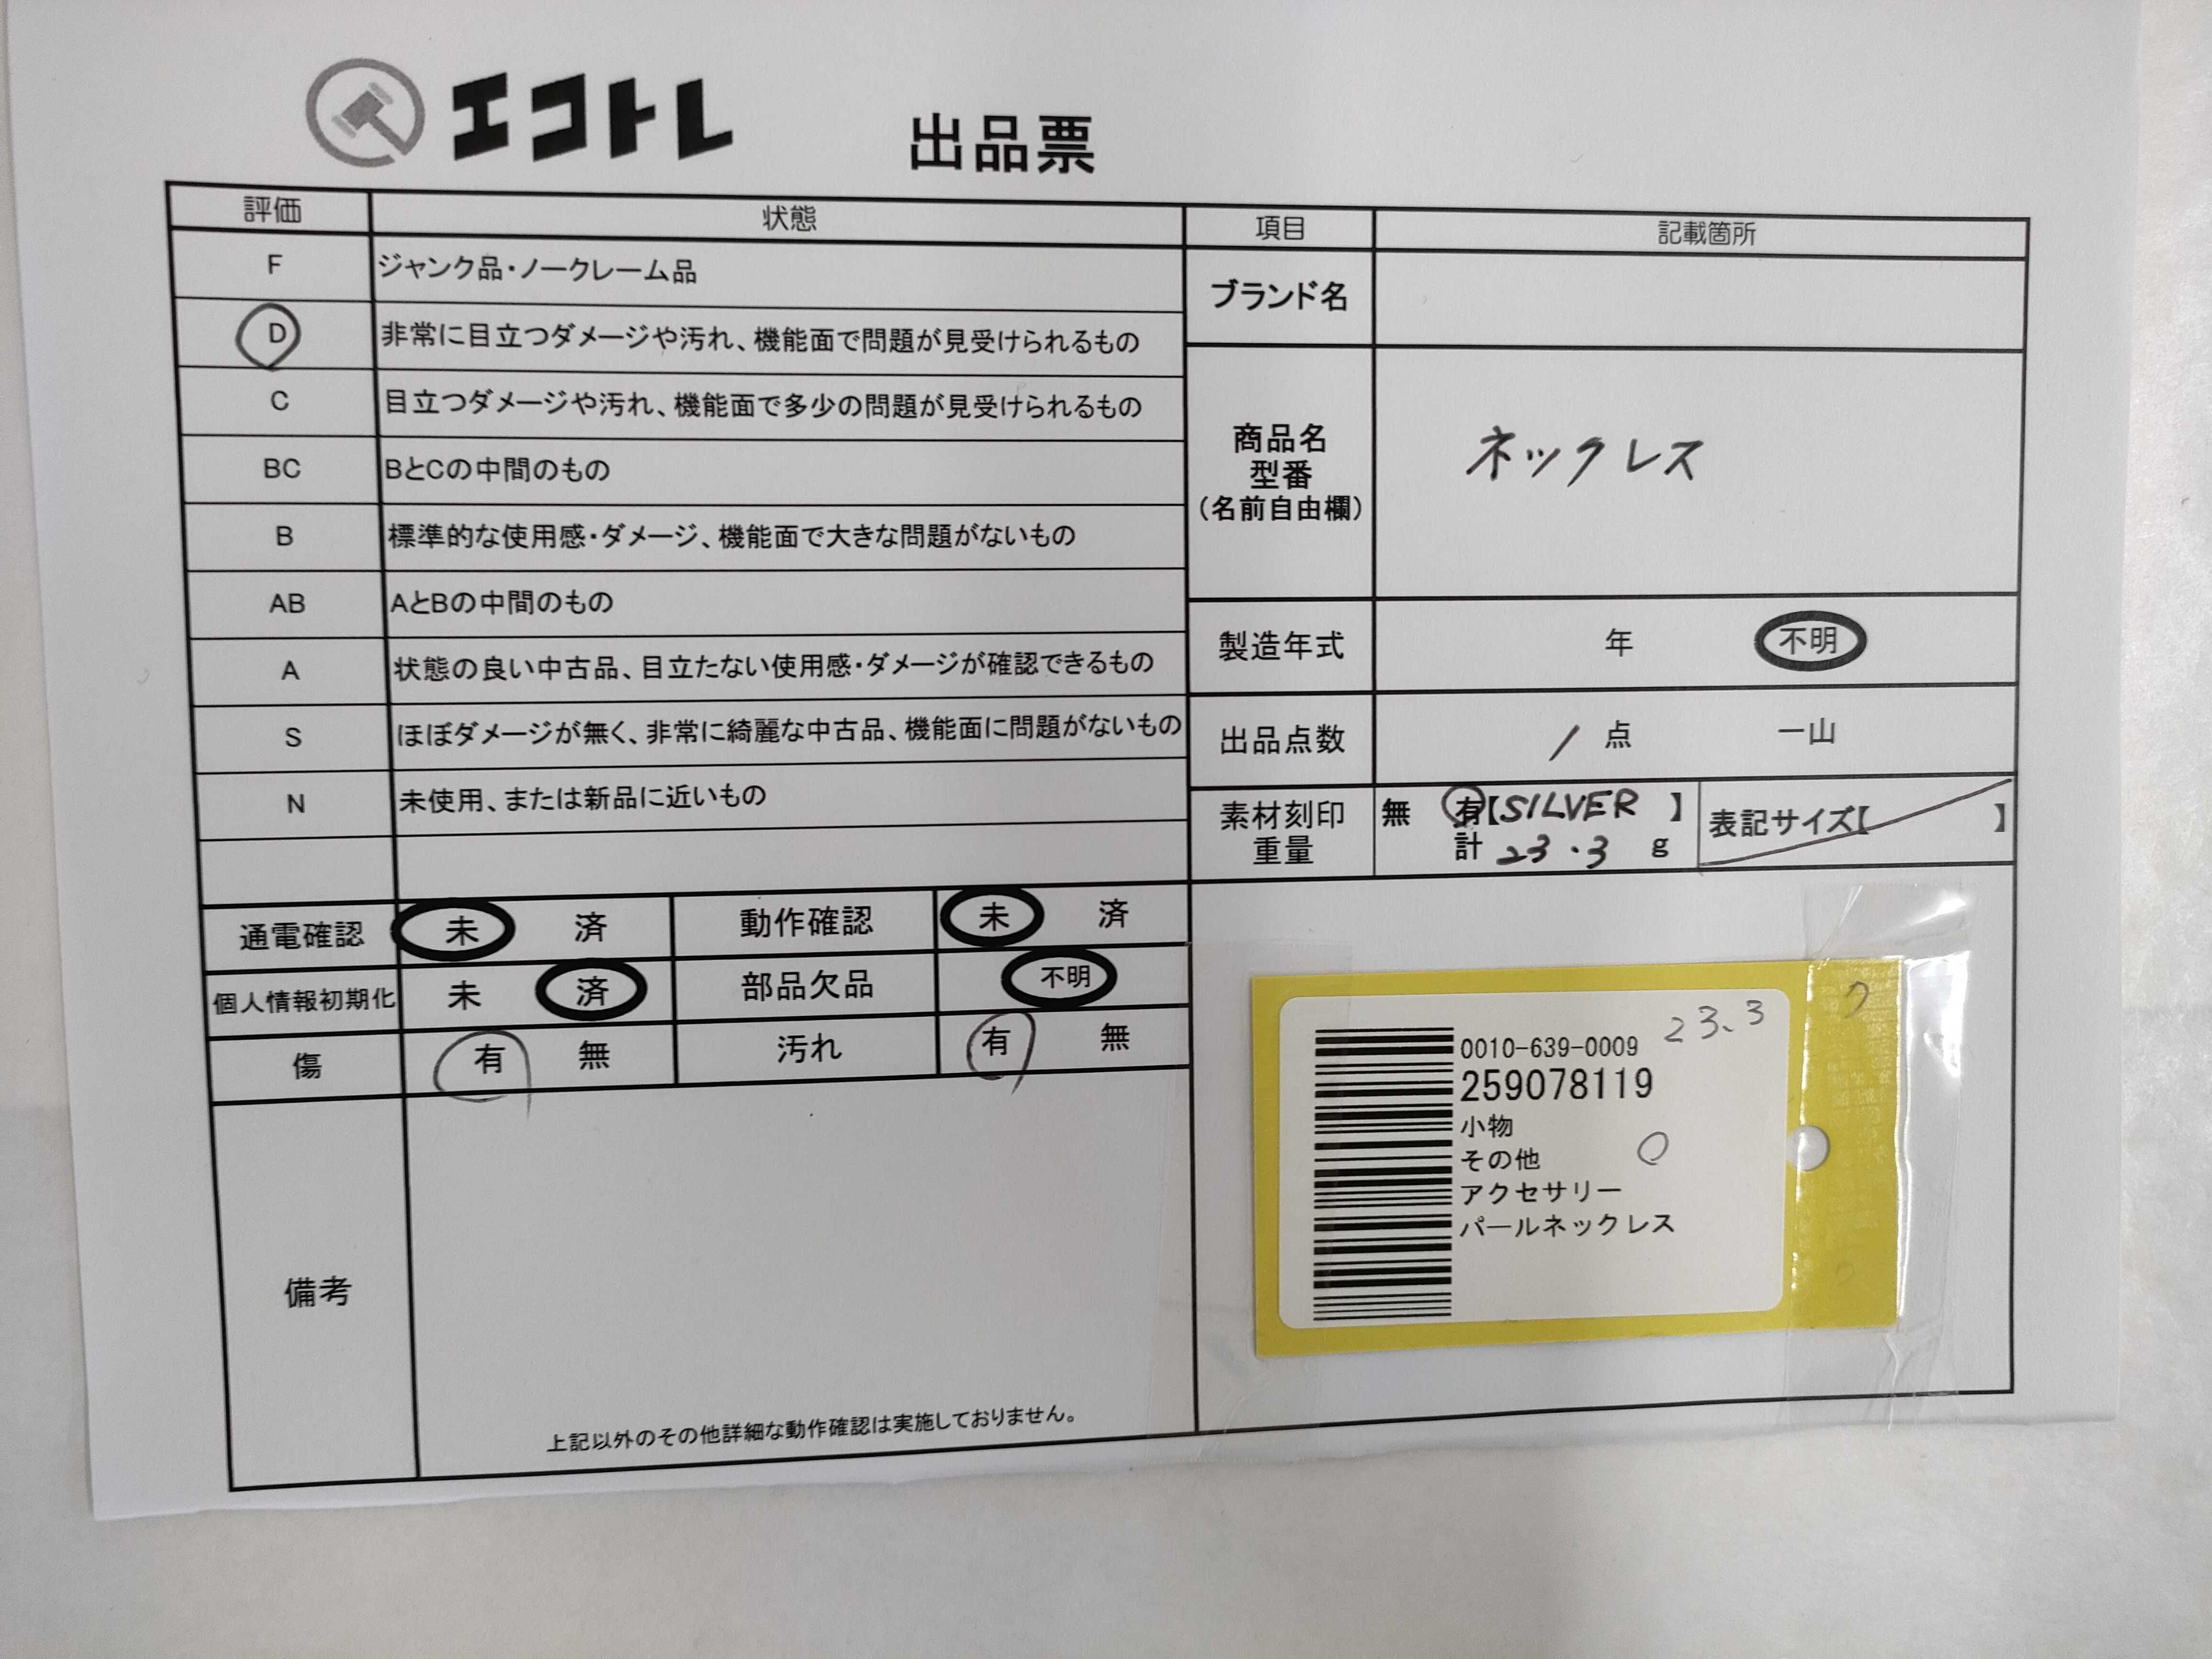 エコトレ 出品票
評価 状態
F ジャンク品・ノークレーム品
D 非常に目立つダメージや汚れ、機能面で問題が見受けられるもの
C 目立つダメージや汚れ、機能面で多少の問題が見受けられるもの
BC BとCの中間のもの
B 標準的な使用感・ダメージ、機能面で大きな問題がないもの
AB AとBの中間のもの
A 状態の良い中古品、目立たない使用感・ダメージが確認できるもの
S ほぼダメージが無く、非常に綺麗な中古品、機能面に問題がないもの
N 未使用、または新品に近いもの
通電確認 未 済 動作確認 未 済
個人情報初期化 未 済 部品欠品 不明
傷 有 無 汚れ 有 無
備考
上記以外のその他詳細な動作確認は実施しておりません。
項目 記載箇所
ブランド名
商品名
型番
(名前自由欄)
ネックレス
製造年式 年 不明
出品点数 1 点 一山
素材刻印 無 有【SILVER 】 表記サイズ【 】
重量 計 23.3 g
23.3
0010-639-0009
259078119
小物
その他
アクセサリー
パールネックレス